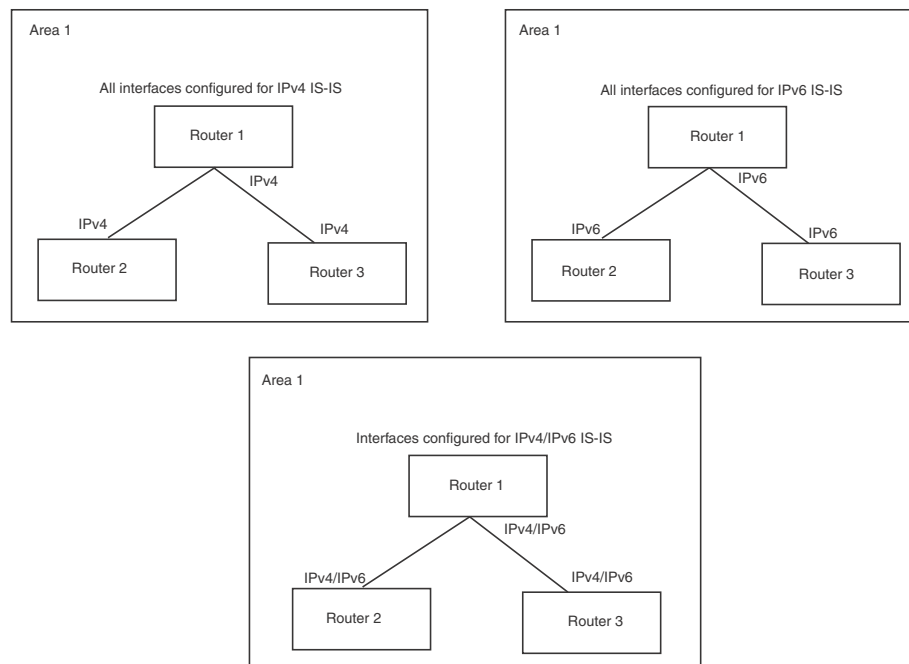 Area 1
All interfaces configured for IPv4 IS-IS
Router 1
IPv4
IPv4
IPv4
Router 2
Router 3
Area 1
All interfaces configured for IPv6 IS-IS
Router 1
IPv6
IPv6
IPv6
Router 2
Router 3
Area 1
Interfaces configured for IPv4/IPv6 IS-IS
Router 1
IPv4/IPv6
IPv4/IPv6
IPv4/IPv6
Router 2
Router 3